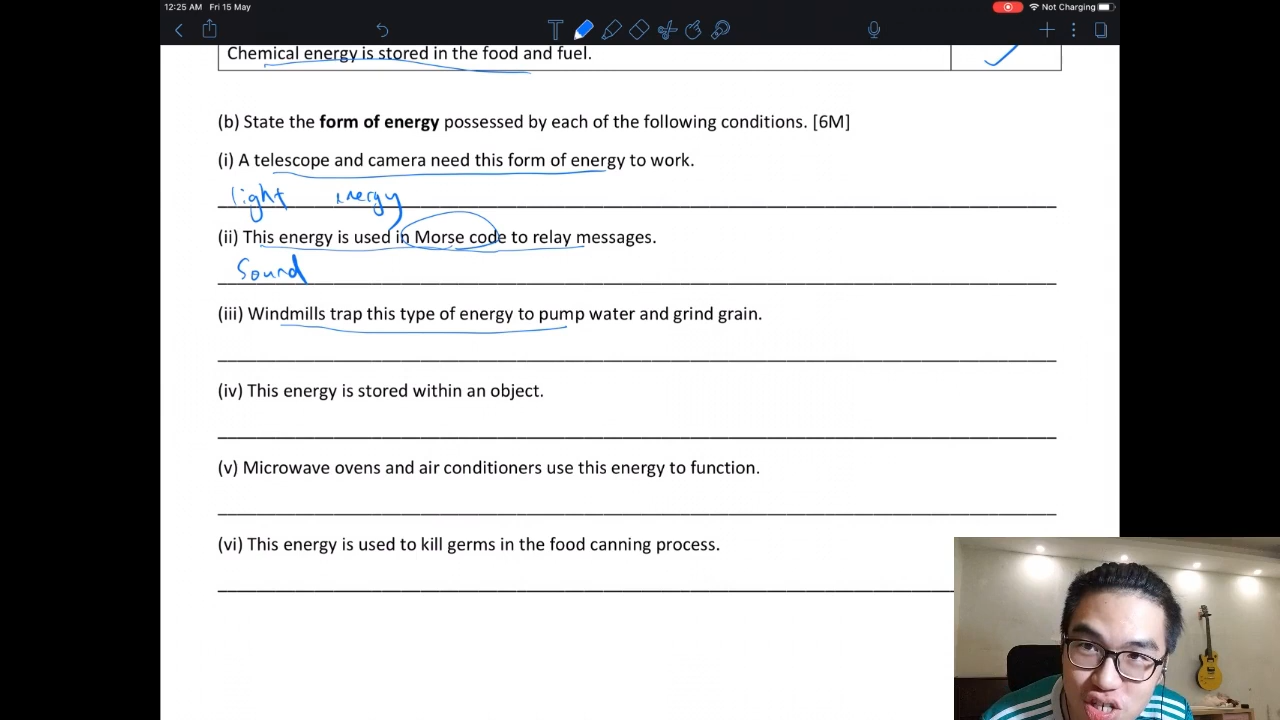 12:25 AM Fri 15 May
Not Charging
T
Chemical energy is stored in the food and fuel.
(b) State the form of energy possessed by each of the following conditions. [6M]
(i) A telescope and camera need this form of energy to work.
light energy
(ii) This energy is used in Morse code to relay messages.
Sound
(iii) Windmills trap this type of energy to pump water and grind grain.
(iv) This energy is stored within an object.
(v) Microwave ovens and air conditioners use this energy to function.
(vi) This energy is used to kill germs in the food canning process.